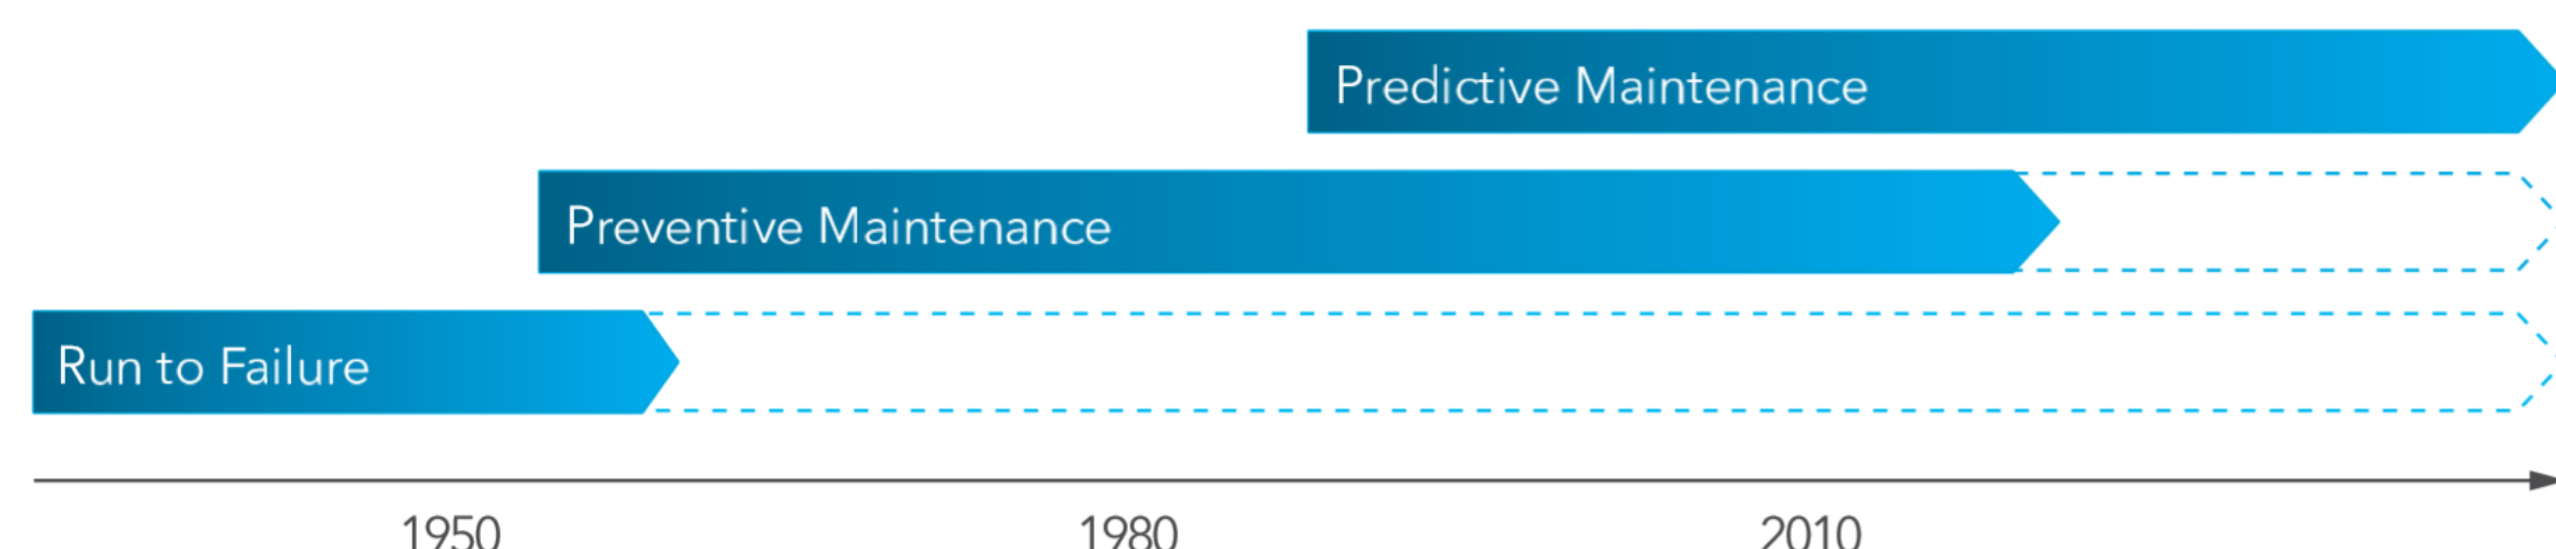 Predictive Maintenance
Preventive Maintenance
Run to Failure
1950 1980 2010